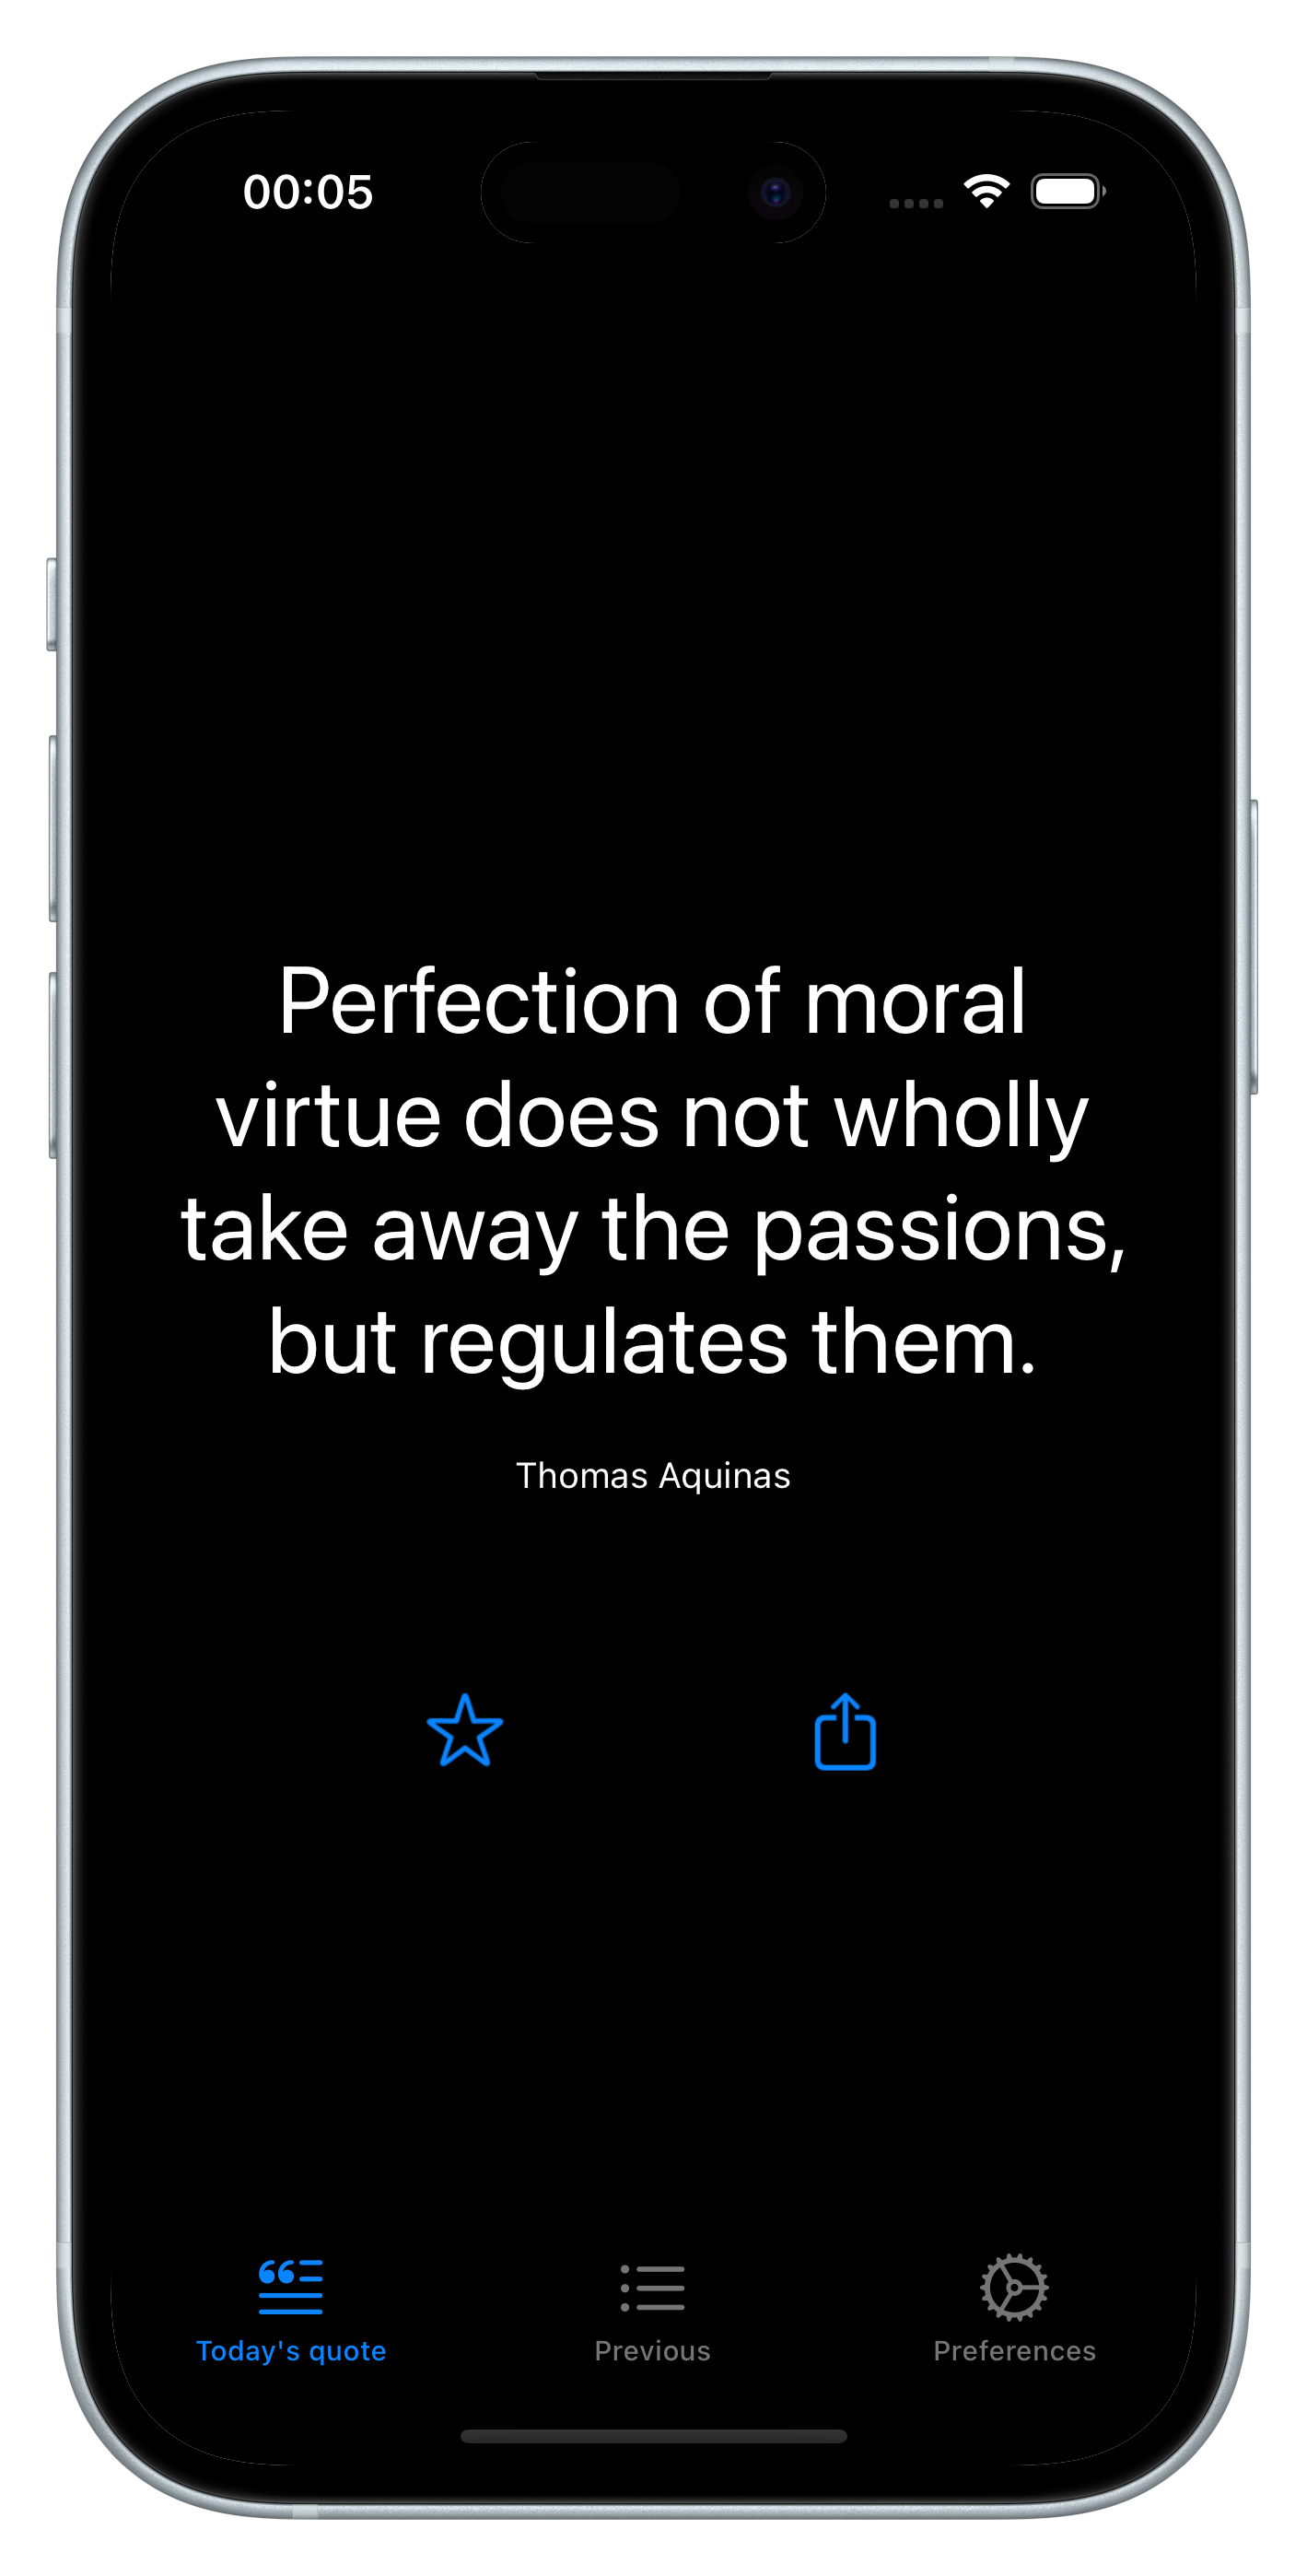 00:05
Perfection of moral
virtue does not wholly
take away the passions,
but regulates them.
Thomas Aquinas
Today's quote
Previous
Preferences